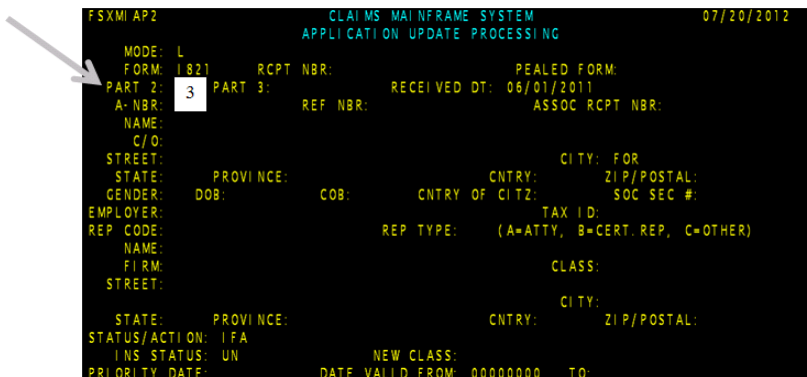 FSXMIAP2 CLAIMS MAINFRAME SYSTEM 07/20/2012
APPLICATION UPDATE PROCESSING
MODE: L
FORM: I821 RCPT NBR: PEALED FORM:
PART 2: 3 PART 3: RECEIVED DT: 06/01/2011
A-NBR: REF NBR: ASSOC RCPT NBR:
NAME:
C/O:
STREET:
CITY: FOR
STATE: PROVINCE: CNTRY: ZIP/POSTAL:
GENDER: DOB: COB: CNTRY OF CITZ: SOC SEC #:
EMPLOYER: TAX ID:
REP CODE: REP TYPE: (A=ATTY, B=CERT.REP, C=OTHER)
NAME:
FIRM: CLASS:
STREET:
CITY:
STATE: PROVINCE: CNTRY: ZIP/POSTAL:
STATUS/ACTION: IFA
INS STATUS: UN NEW CLASS:
PRIORITY DATE: DATE VALID FROM: 00000000 TO: